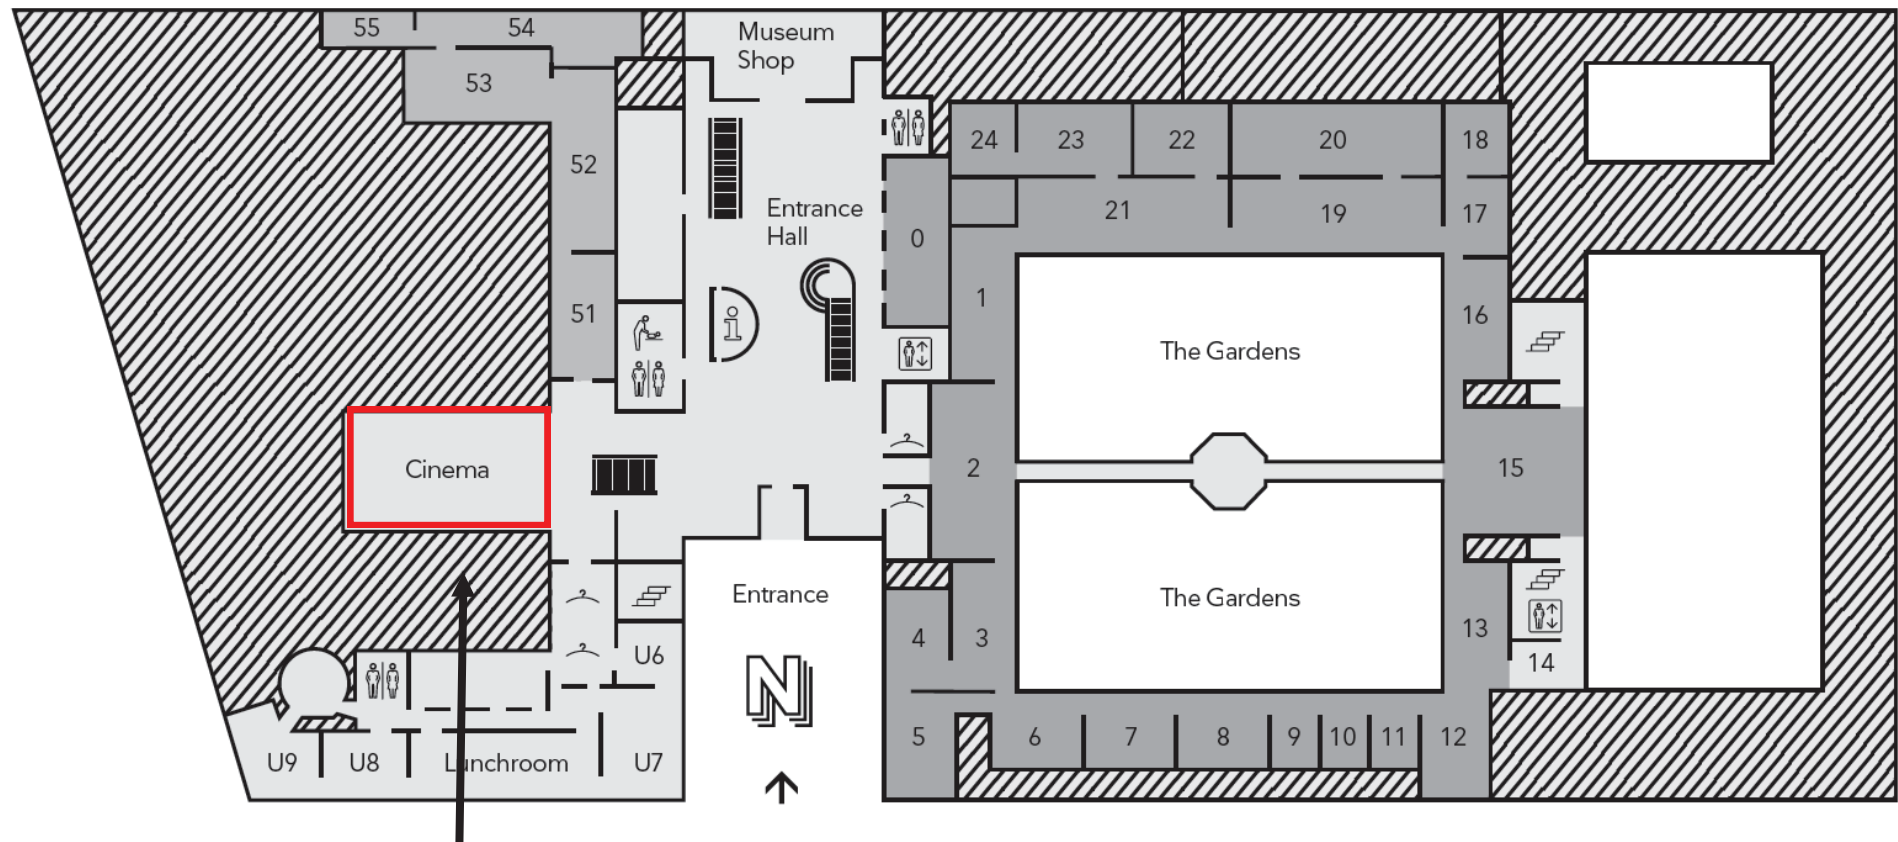 55
54
Museum
Shop
53
24
23
22
20
18
52
Entrance
Hall
0
21
19
17
51
i
1
16
The Gardens
Cinema
2
15
Entrance
The Gardens
4
3
13
U6
14
N
5
6
7
8
9
10
11
12
U9
U8
Lunchroom
U7